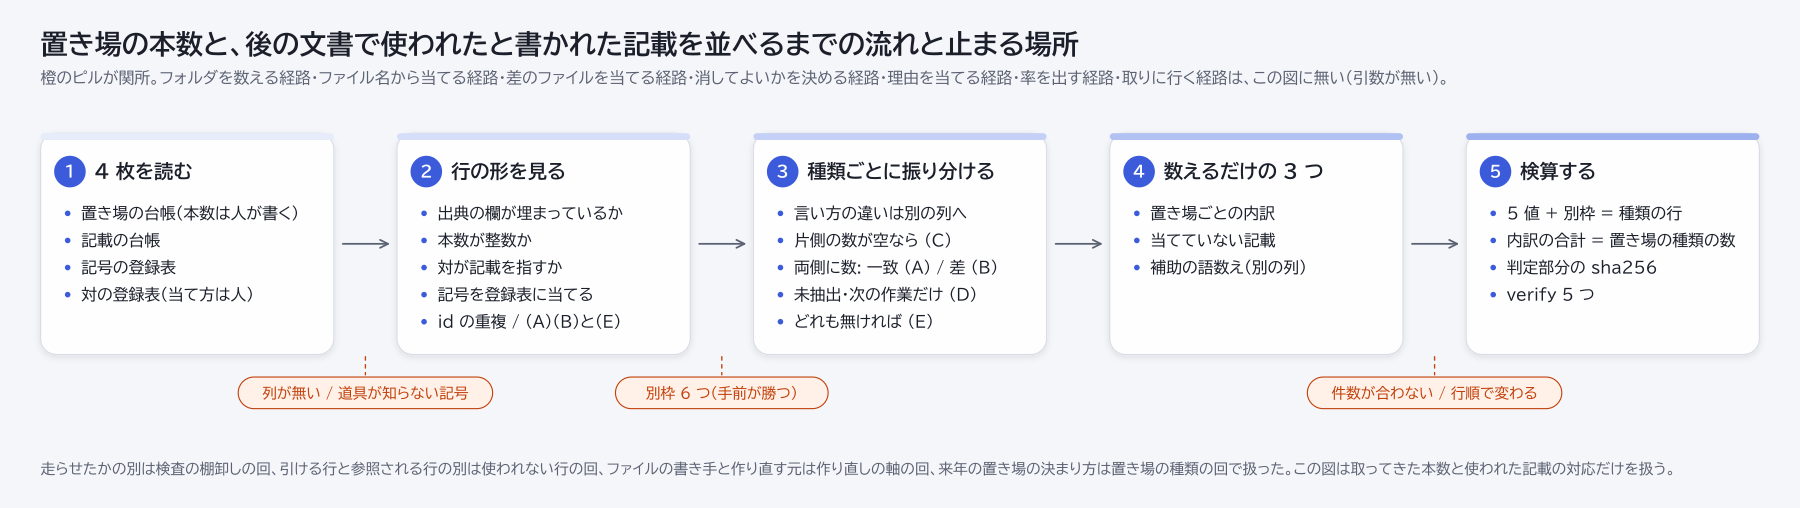 置き場の本数と、後の文書で使われたと書かれた記載を並べるまでの流れと止まる場所
橙のピルが関所。フォルダを数える経路・ファイル名から当てる経路・差のファイルを当てる経路・消してよいかを決める経路・理由を当てる経路・率を出す経路・取りに行く経路は、この図に無い（引数が無い）。
1 4 枚を読む
• 置き場の台帳（本数は人が書く）
• 記載の台帳
• 記号の登録表
• 対の登録表（当て方は人）
2 行の形を見る
• 出典の欄が埋まっているか
• 本数が整数か
• 対が記載を指すか
• 記号を登録表に当てる
• id の重複 / （A）（B）と（E）
3 種類ごとに振り分ける
• 言い方の違いは別の列へ
• 片側の数が空なら （C）
• 両側に数: 一致 （A） / 差 （B）
• 未抽出・次の作業だけ （D）
• どれも無ければ （E）
4 数えるだけの 3 つ
• 置き場ごとの内訳
• 当てていない記載
• 補助の語数え（別の列）
5 検算する
• 5 値 + 別枠 = 種類の行
• 内訳の合計 = 置き場の種類の数
• 判定部分の sha256
• verify 5 つ
列が無い / 道具が知らない記号
別枠 6 つ（手前が勝つ）
件数が合わない / 行順で変わる
走らせたかの別は検査の棚卸しの回、引ける行と参照される行の別は使われない行の回、ファイルの書き手と作り直す元は作り直しの軸の回、来年の置き場の決まり方は置き場の種類の回で扱った。この図は取ってきた本数と使われた記載の対応だけを扱う。